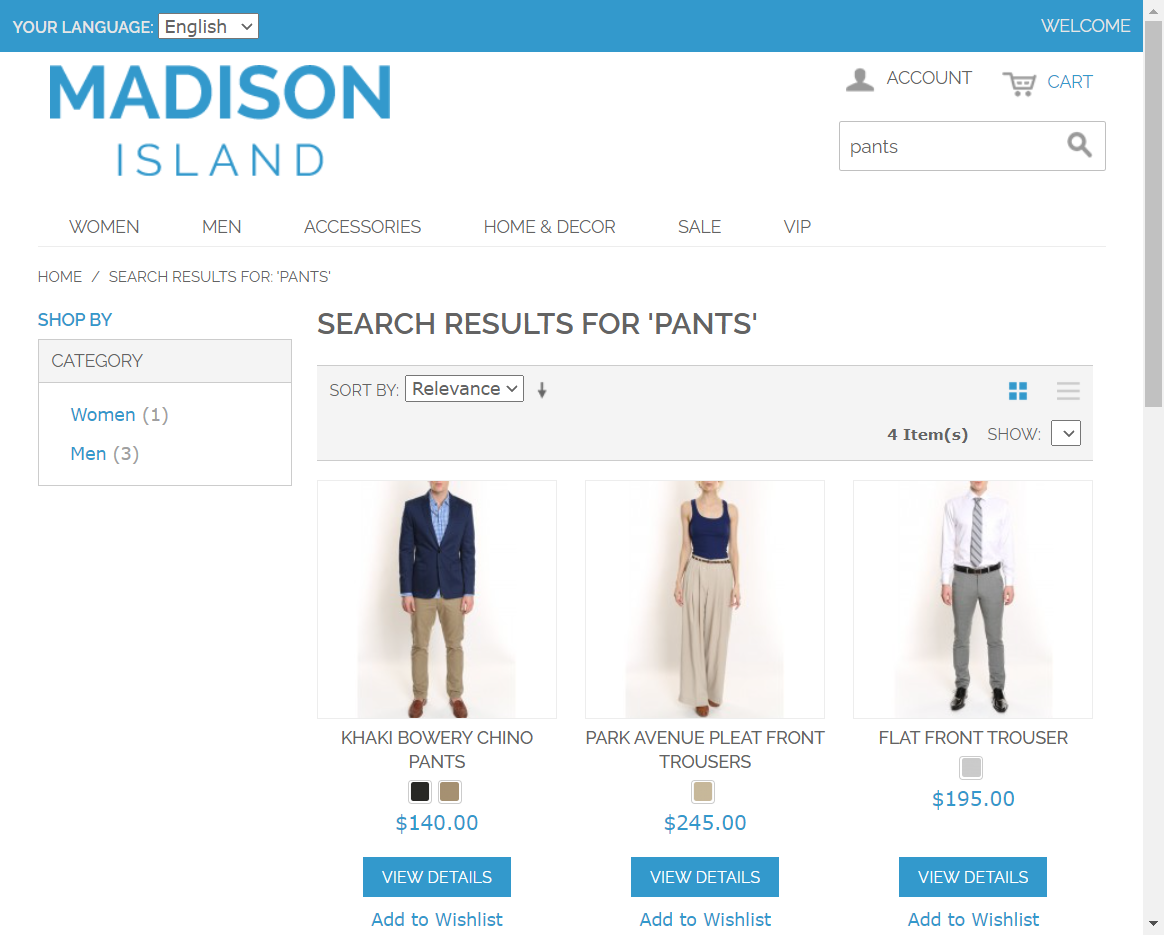 YOUR LANGUAGE: English WELCOME
MADISON
ISLAND
ACCOUNT CART
pants
WOMEN MEN ACCESSORIES HOME & DECOR SALE VIP
HOME / SEARCH RESULTS FOR: 'PANTS'
SHOP BY
CATEGORY
Women (1)
Men (3)
SEARCH RESULTS FOR 'PANTS'
SORT BY: Relevance
4 Item(s) SHOW:
KHAKI BOWERY CHINO
PANTS
$140.00
VIEW DETAILS
Add to Wishlist
PARK AVENUE PLEAT FRONT
TROUSERS
$245.00
VIEW DETAILS
Add to Wishlist
FLAT FRONT TROUSER
$195.00
VIEW DETAILS
Add to Wishlist